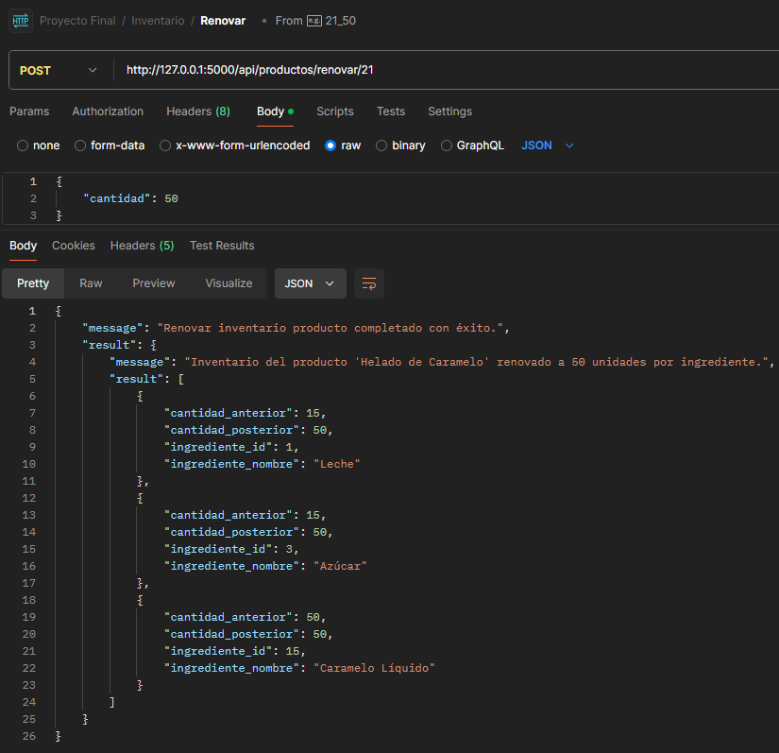 HTTP Proyecto Final / Inventario / Renovar • From e.g. 21_50
POST http://127.0.0.1:5000/api/productos/renovar/21
Params Authorization Headers (8) Body Scripts Tests Settings
none form-data x-www-form-urlencoded raw binary GraphQL JSON
1 {
2 "cantidad": 50
3 }
Body Cookies Headers (5) Test Results
Pretty Raw Preview Visualize JSON
1 {
2 "message": "Renovar inventario producto completado con éxito.",
3 "result": {
4 "message": "Inventario del producto 'Helado de Caramelo' renovado a 50 unidades por ingrediente.",
5 "result": [
6 {
7 "cantidad_anterior": 15,
8 "cantidad_posterior": 50,
9 "ingrediente_id": 1,
10 "ingrediente_nombre": "Leche"
11 },
12 {
13 "cantidad_anterior": 15,
14 "cantidad_posterior": 50,
15 "ingrediente_id": 3,
16 "ingrediente_nombre": "Azúcar"
17 },
18 {
19 "cantidad_anterior": 50,
20 "cantidad_posterior": 50,
21 "ingrediente_id": 15,
22 "ingrediente_nombre": "Caramelo Líquido"
23 }
24 ]
25 }
26 }